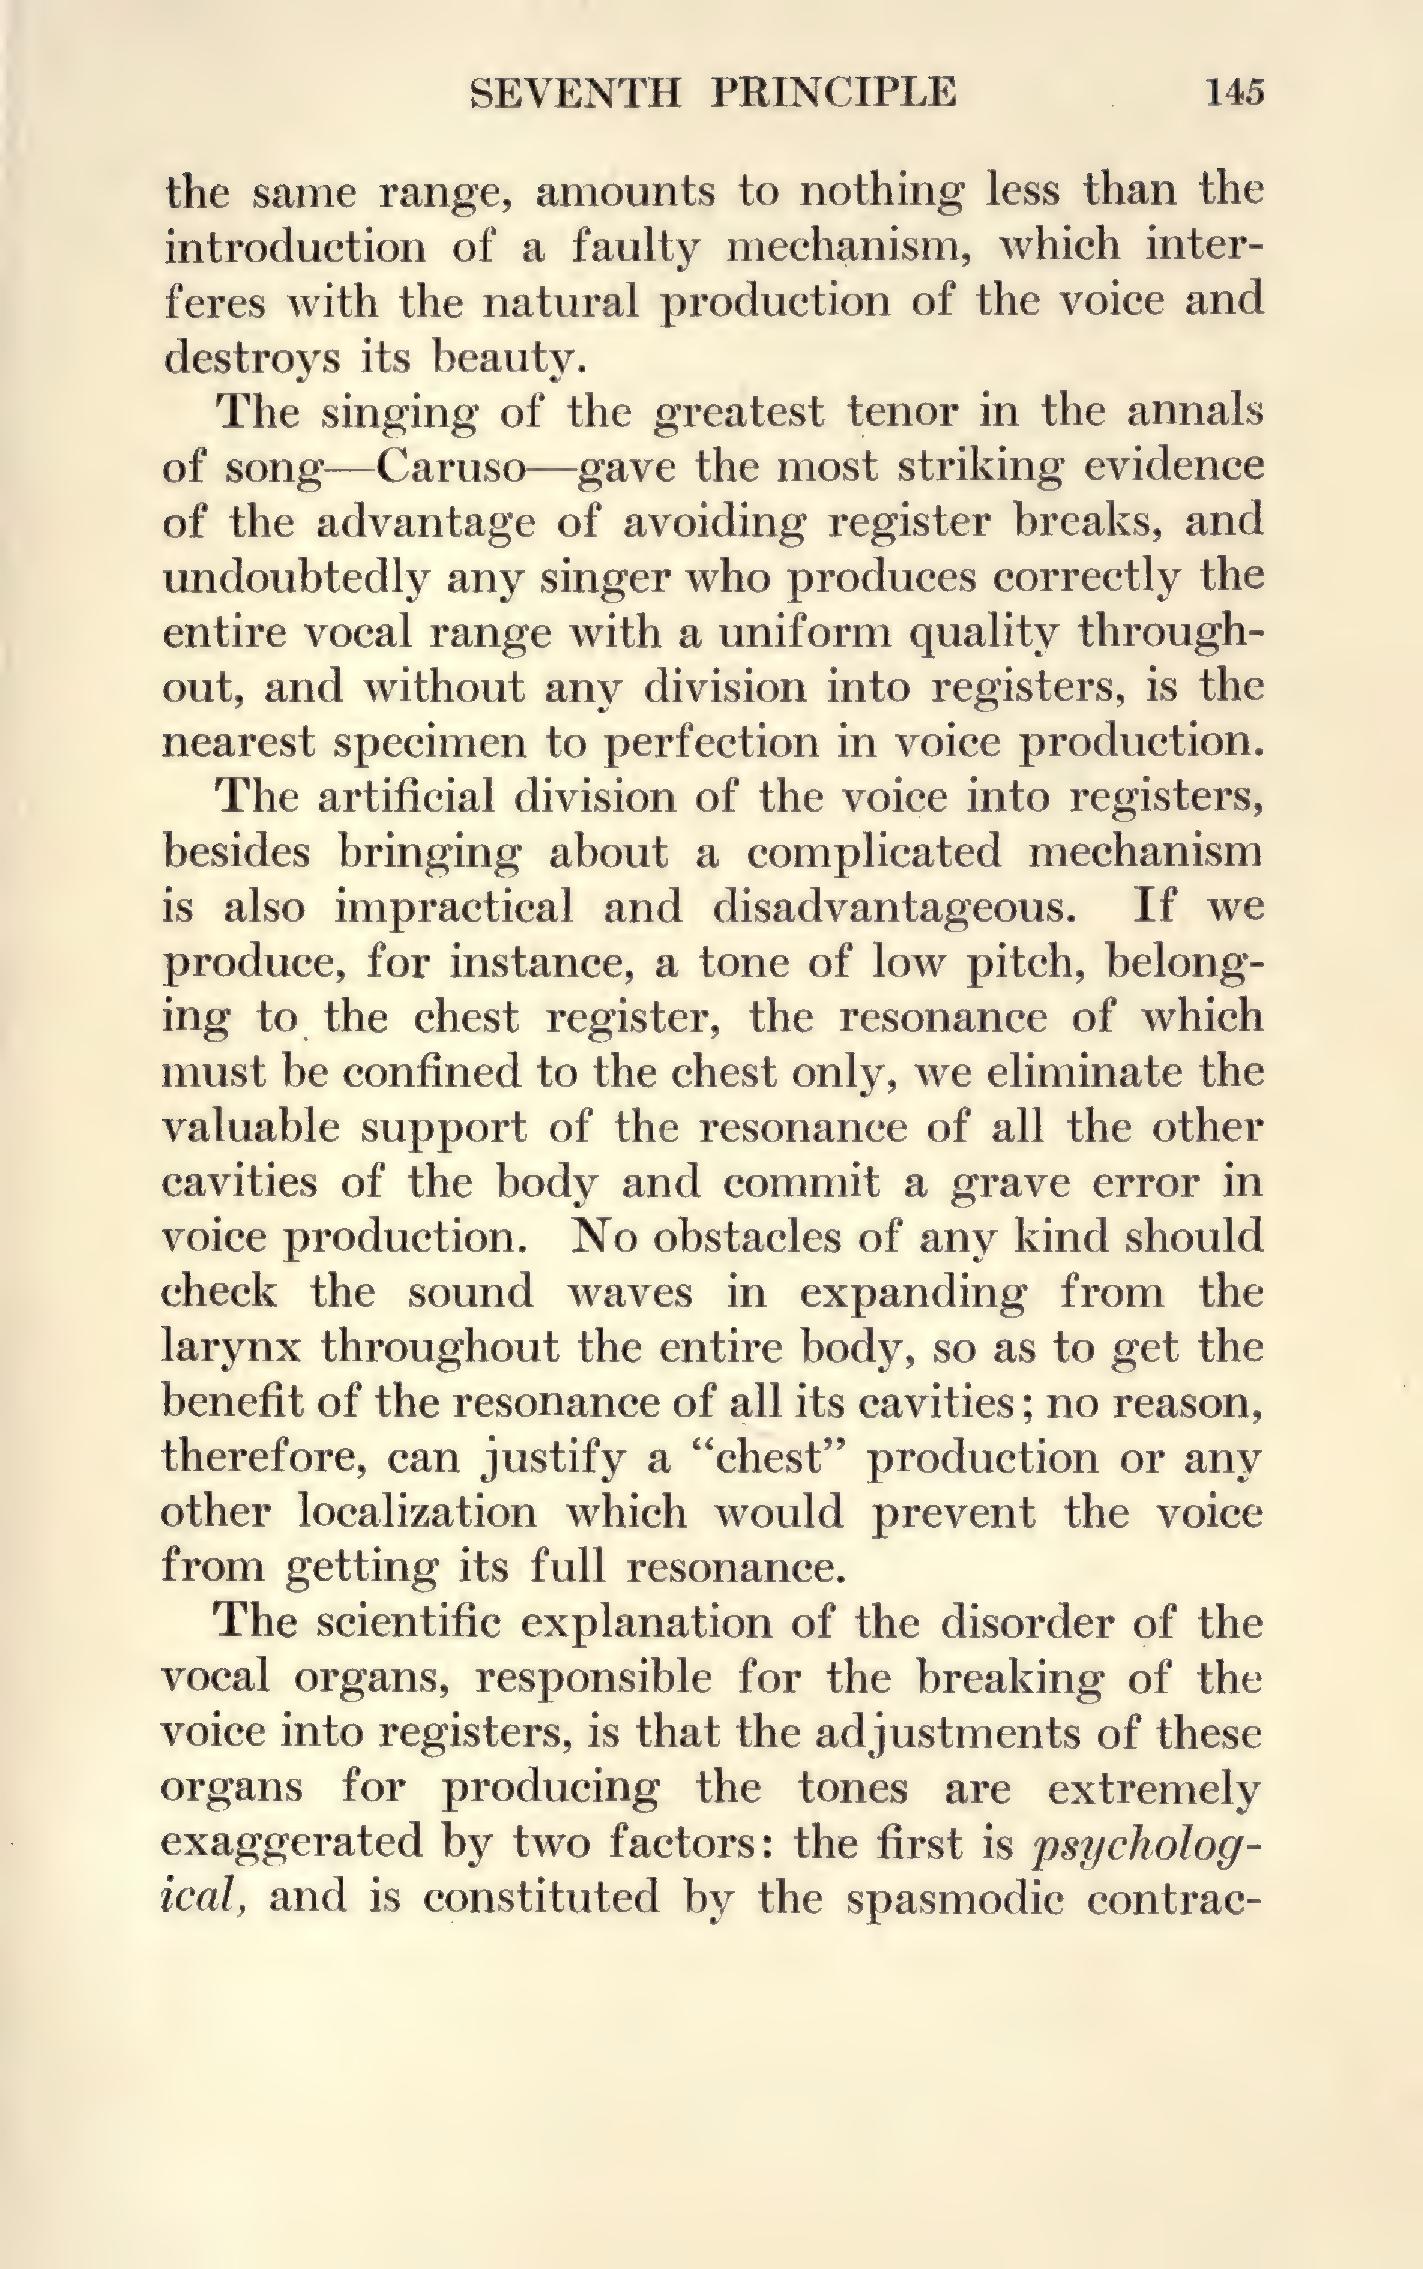 SEVENTH PRINCIPLE 145
the same range, amounts to nothing less than the
introduction of a faulty mechanism, which inter-
feres with the natural production of the voice and
destroys its beauty.
The singing of the greatest tenor in the annals
of song—Caruso—gave the most striking evidence
of the advantage of avoiding register breaks, and
undoubtedly any singer who produces correctly the
entire vocal range with a uniform quality through-
out, and without any division into registers, is the
nearest specimen to perfection in voice production.
The artificial division of the voice into registers,
besides bringing about a complicated mechanism
is also impractical and disadvantageous. If we
produce, for instance, a tone of low pitch, belong-
ing to the chest register, the resonance of which
must be confined to the chest only, we eliminate the
valuable support of the resonance of all the other
cavities of the body and commit a grave error in
voice production. No obstacles of any kind should
check the sound waves in expanding from the
larynx throughout the entire body, so as to get the
benefit of the resonance of all its cavities; no reason,
therefore, can justify a “chest” production or any
other localization which would prevent the voice
from getting its full resonance.
The scientific explanation of the disorder of the
vocal organs, responsible for the breaking of the
voice into registers, is that the adjustments of these
organs for producing the tones are extremely
exaggerated by two factors: the first is psycholog-
ical, and is constituted by the spasmodic contrac-